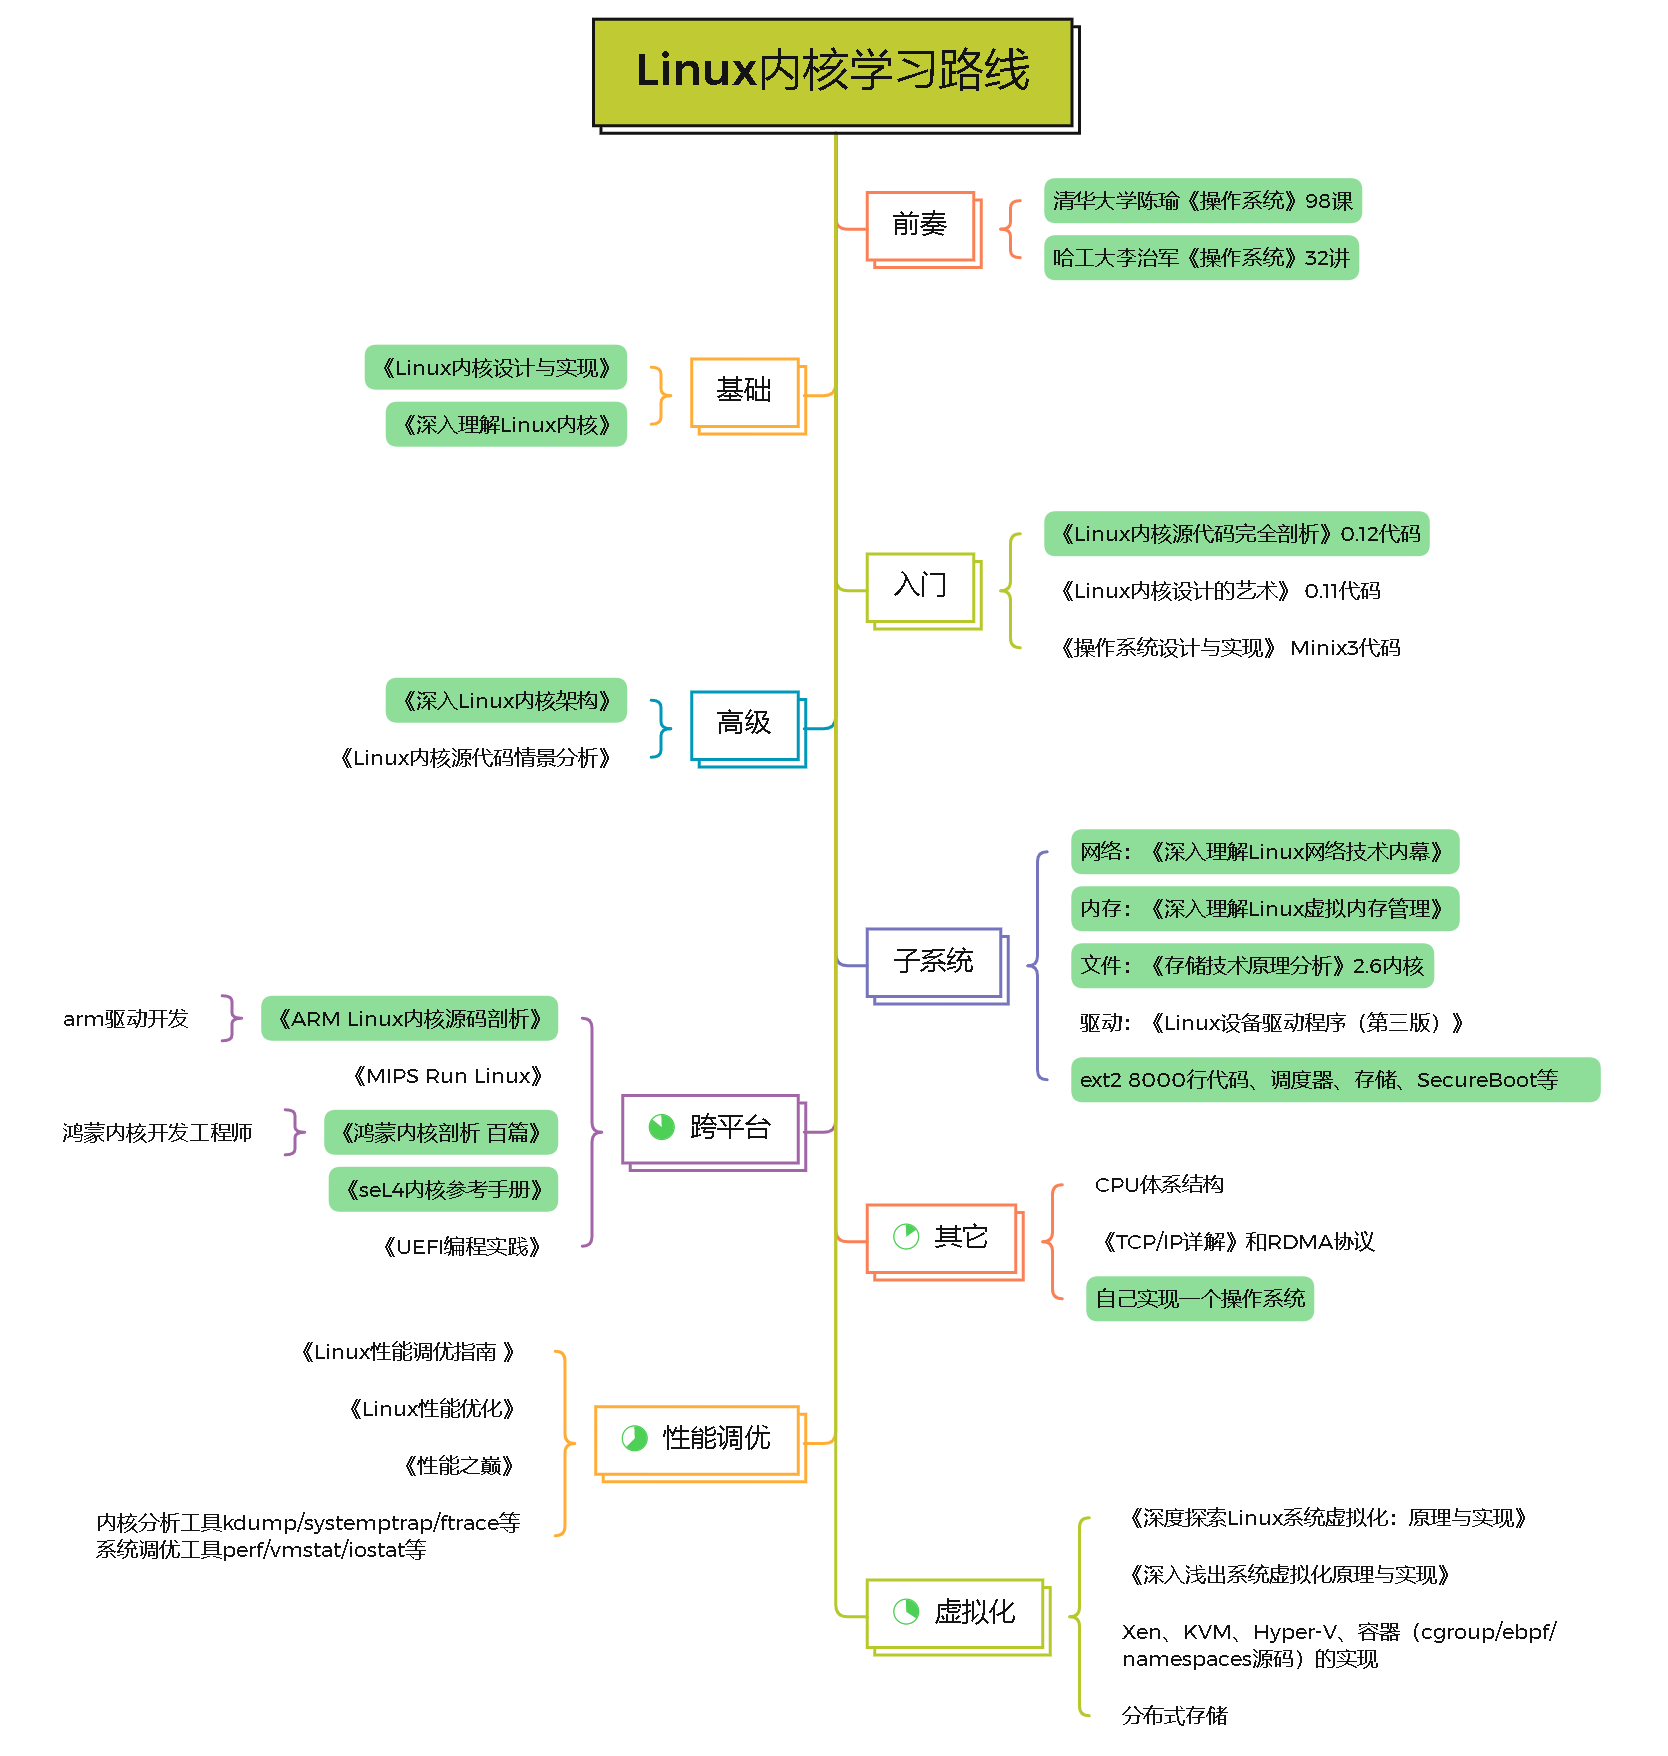 Linux内核学习路线
前奏
清华大学陈瑜《操作系统》98课
哈工大李治军《操作系统》32讲
基础
《Linux内核设计与实现》
《深入理解Linux内核》
入门
《Linux内核源代码完全剖析》0.12代码
《Linux内核设计的艺术》 0.11代码
《操作系统设计与实现》 Minix3代码
高级
《深入Linux内核架构》
《Linux内核源代码情景分析》
子系统
网络：《深入理解Linux网络技术内幕》
内存：《深入理解Linux虚拟内存管理》
文件：《存储技术原理分析》2.6内核
驱动：《Linux设备驱动程序（第三版）》
ext2 8000行代码、调度器、存储、SecureBoot等
跨平台
《ARM Linux内核源码剖析》
arm驱动开发
《MIPS Run Linux》
《鸿蒙内核剖析 百篇》
鸿蒙内核开发工程师
《seL4内核参考手册》
《UEFI编程实践》
其它
CPU体系结构
《TCP/IP详解》和RDMA协议
自己实现一个操作系统
性能调优
《Linux性能调优指南 》
《Linux性能优化》
《性能之巅》
内核分析工具kdump/systemptrap/ftrace等
系统调优工具perf/vmstat/iostat等
虚拟化
《深度探索Linux系统虚拟化：原理与实现》
《深入浅出系统虚拟化原理与实现》
Xen、KVM、Hyper-V、容器（cgroup/ebpf/
namespaces源码）的实现
分布式存储